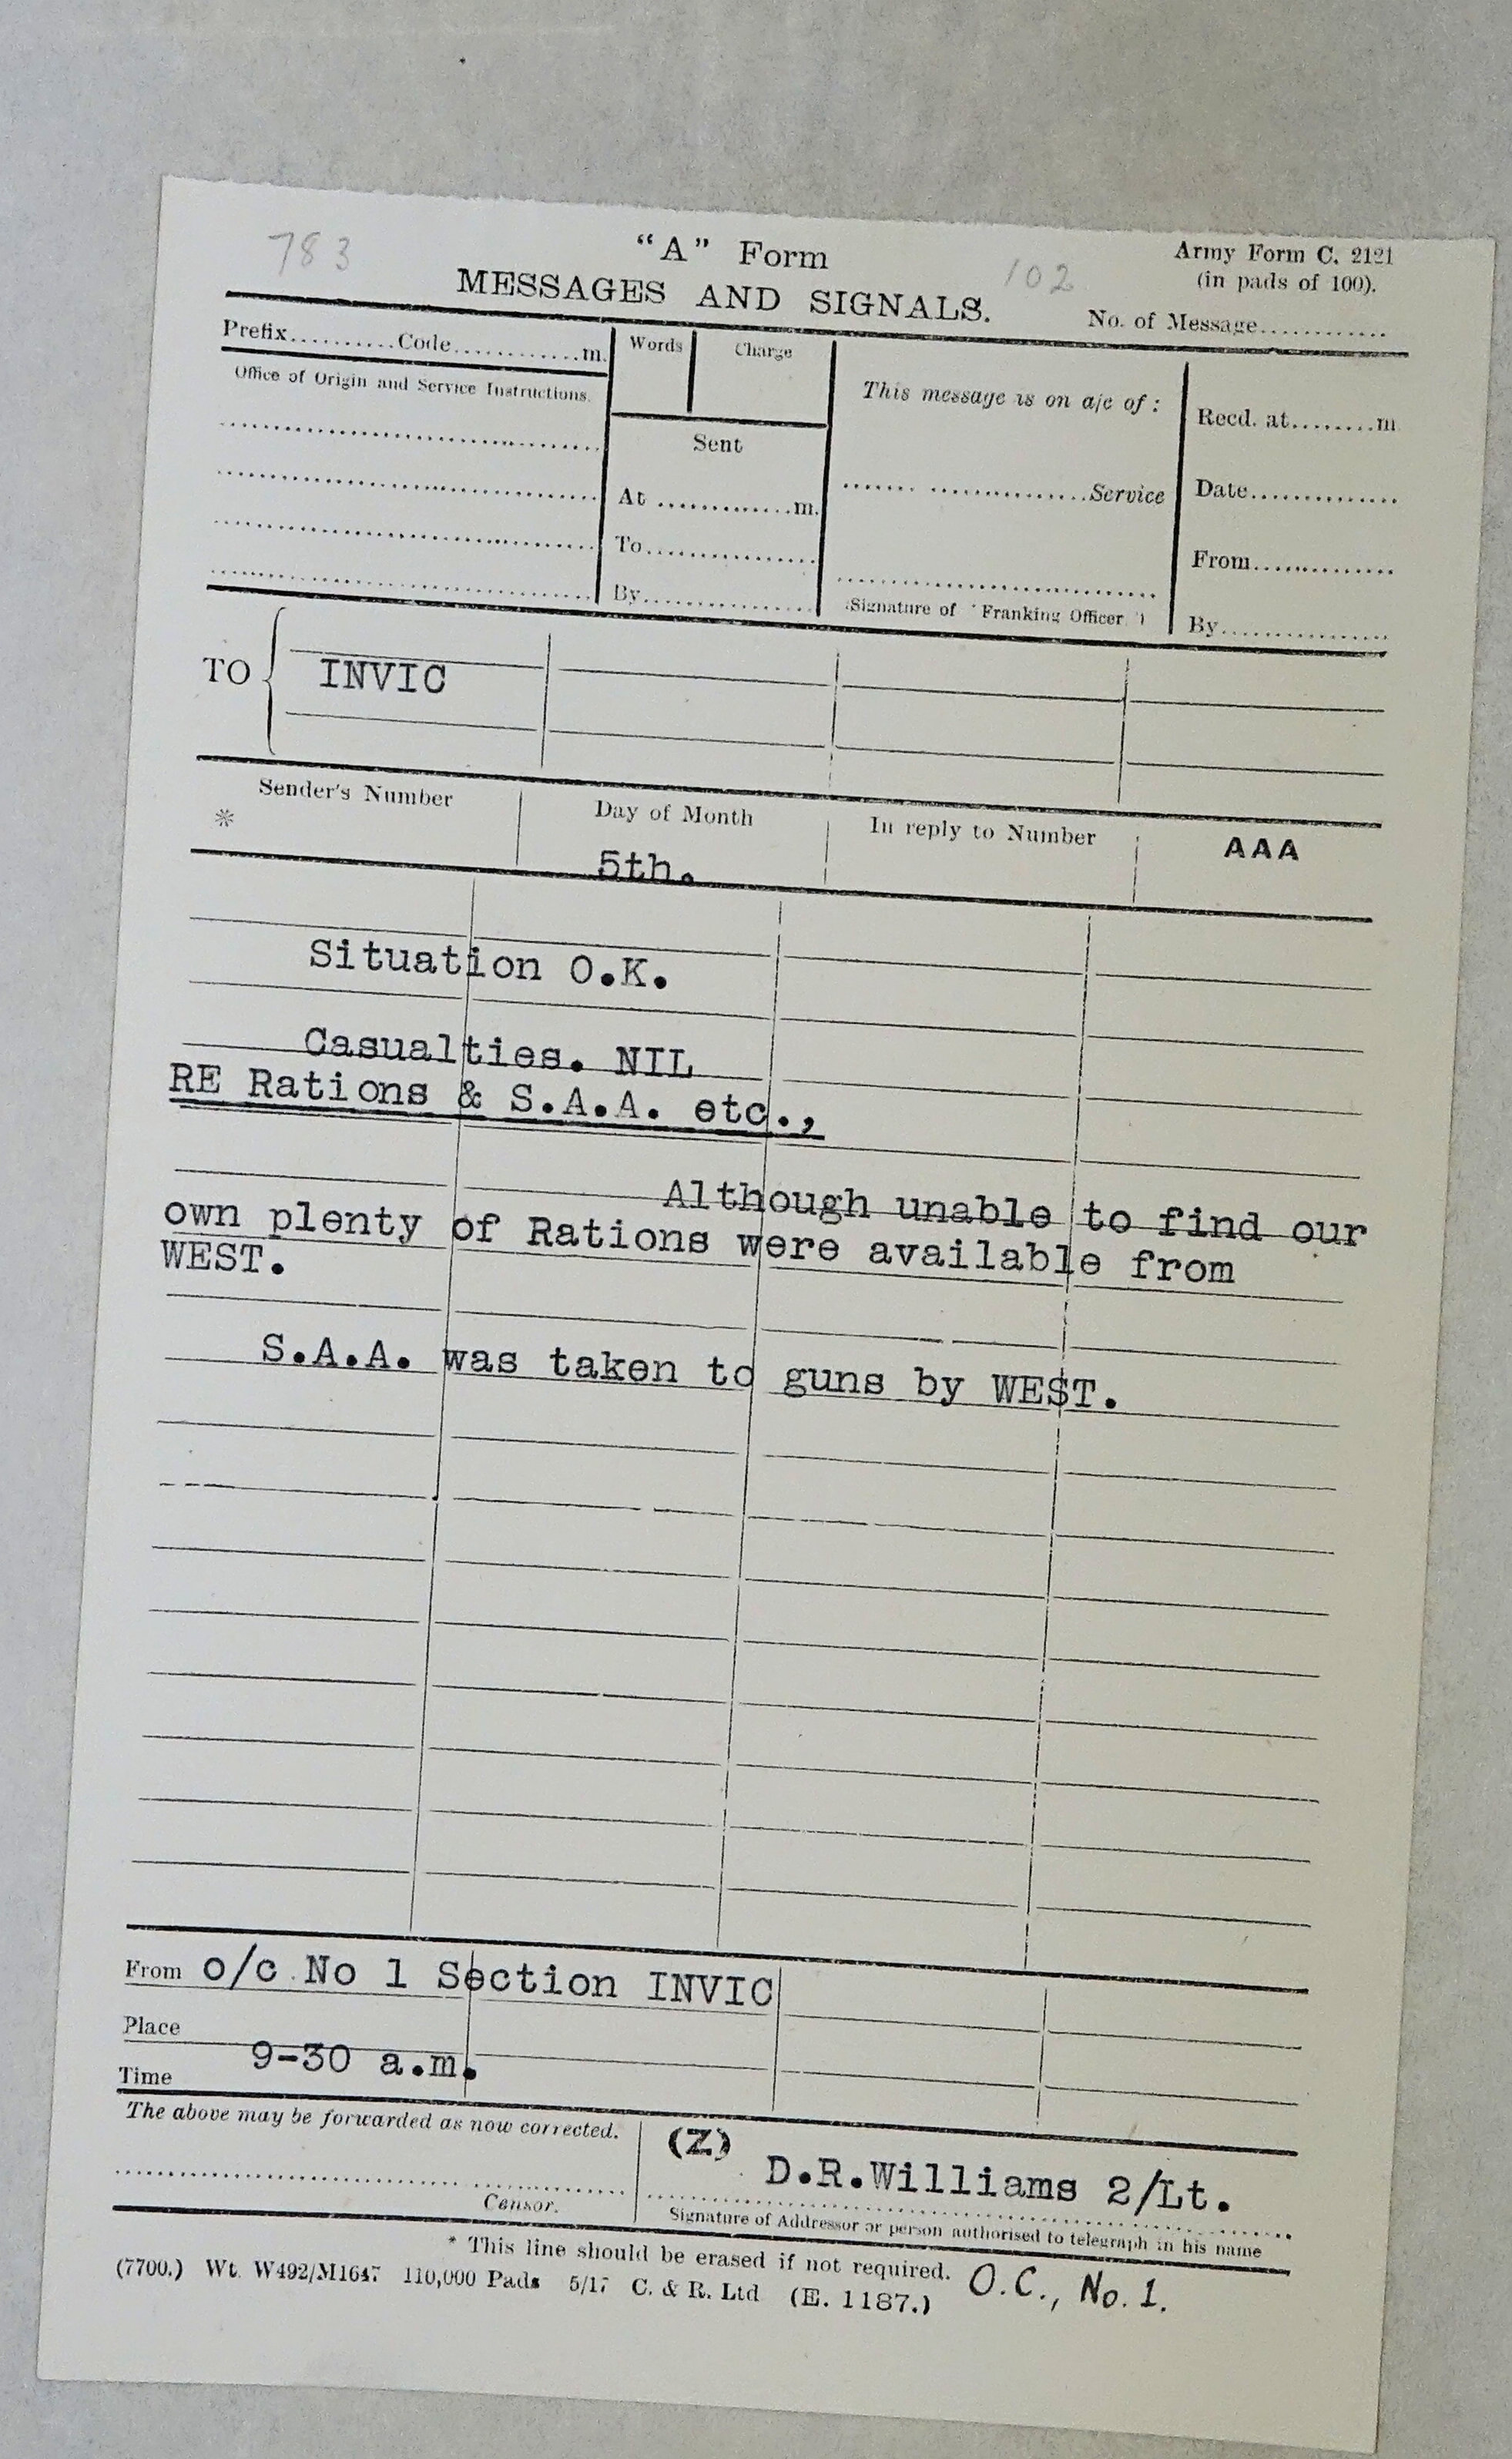 783
"A" Form
102
Army Form C. 2121
(in pads of 100).
MESSAGES AND SIGNALS.
No. of Message............
Prefix..........Code............m.
Words
Charge
Office of Origin and Service Instructions.
This message is on a/c of :
Recd. at........m
Sent
At ............m.
.......Service
Date..............
To................
From..............
By................
(Signature of "Franking Officer")
By................
TO
INVIC
Sender's Number
Day of Month
In reply to Number
AAA
*
5th.
Situation O.K.
Casualties. NIL
RE Rations & S.A.A. etc.,
Although unable to find our
own plenty of Rations were available from
WEST.
S.A.A. was taken to guns by WEST.
From o/c No 1 Section INVIC
Place
9-30 a.m.
Time
The above may be forwarded as now corrected.
(Z)
D.R.Williams 2/Lt.
Censor.
Signature of Addressor or person authorised to telegraph in his name
* This line should be erased if not required.
(7700.) Wt. W492/M1647 110,000 Pads 5/17 C. & R. Ltd (E. 1187.)
O.C., No. 1.